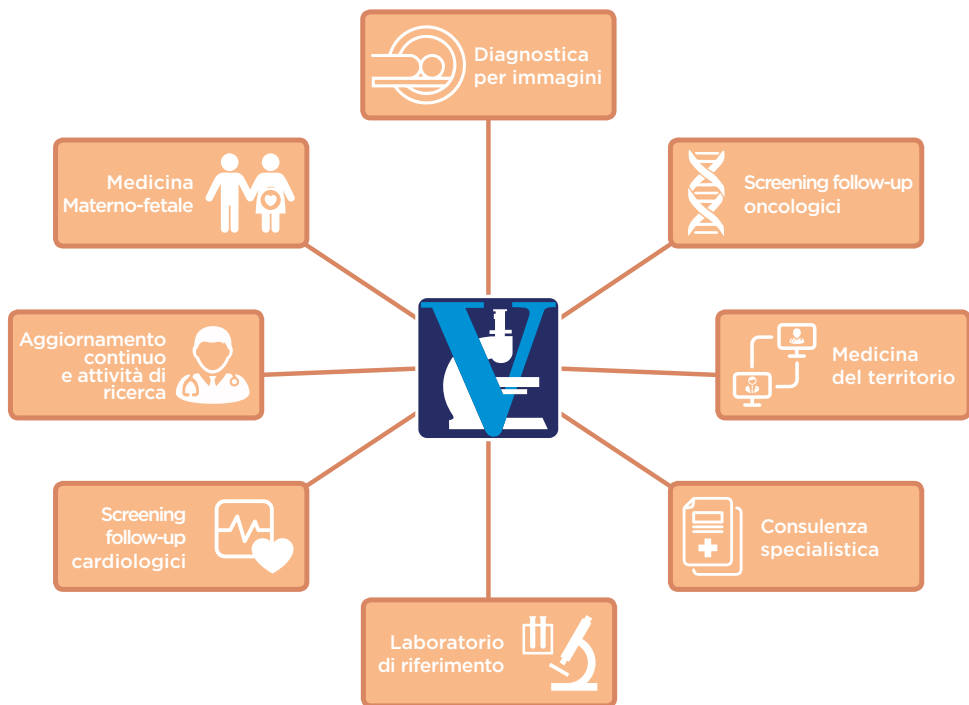 Diagnostica
per immagini
Medicina
Materno-fetale
Screening follow-up
oncologici
Aggiornamento
continuo
e attività di
ricerca
V
Medicina
del territorio
Screening
follow-up
cardiologici
Consulenza
specialistica
Laboratorio
di riferimento